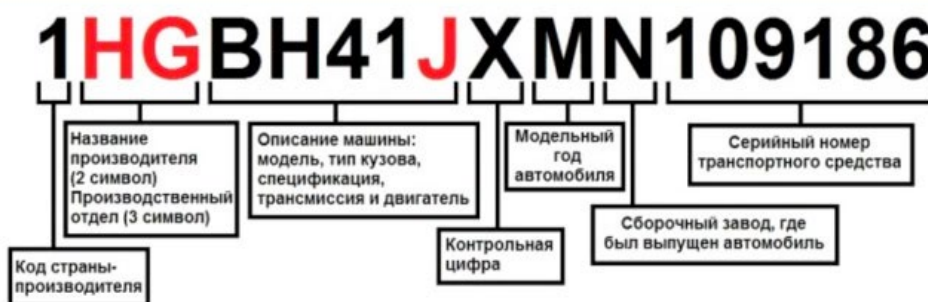 1HGBH41JXMN109186
Название
производителя
(2 символ)
Производственный
отдел (3 символ)
Описание машины:
модель, тип кузова,
спецификация,
трансмиссия и двигатель
Модельный
год
автомобиля
Серийный номер
транспортного средства
Сборочный завод, где
был выпущен автомобиль
Контрольная
цифра
Код страны-
производителя